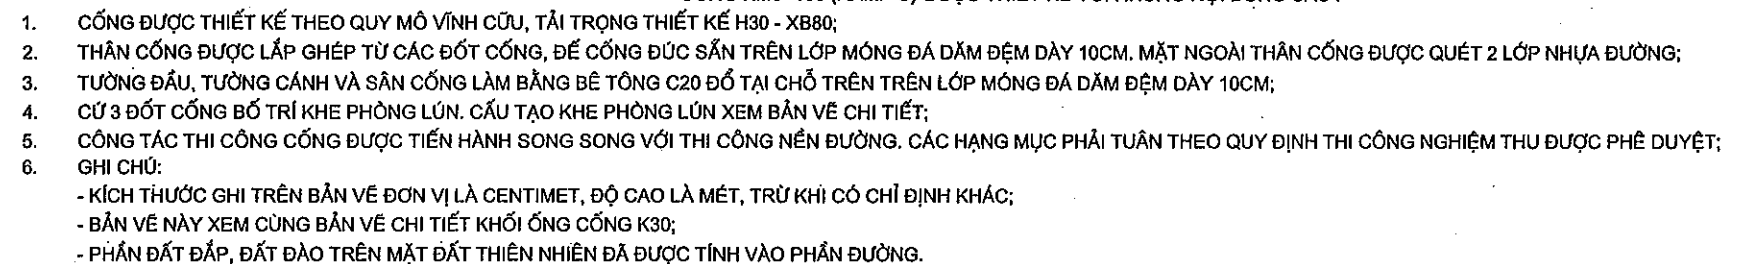 1. CỐNG ĐƯỢC THIẾT KẾ THEO QUY MÔ VĨNH CỬU, TẢI TRỌNG THIẾT KẾ H30 - XB80;
2. THÂN CỐNG ĐƯỢC LẮP GHÉP TỪ CÁC ĐỐT CỐNG, ĐẾ CỐNG ĐÚC SẴN TRÊN LỚP MÓNG ĐÁ DĂM ĐỆM DÀY 10CM. MẶT NGOÀI THÂN CỐNG ĐƯỢC QUÉT 2 LỚP NHỰA ĐƯỜNG;
3. TƯỜNG ĐẦU, TƯỜNG CÁNH VÀ SÂN CỐNG LÀM BẰNG BÊ TÔNG C20 ĐỔ TẠI CHỖ TRÊN TRÊN LỚP MÓNG ĐÁ DĂM ĐỆM DÀY 10CM;
4. CỨ 3 ĐỐT CỐNG BỐ TRÍ KHE PHÒNG LÚN. CẤU TẠO KHE PHÒNG LÚN XEM BẢN VẼ CHI TIẾT;
5. CÔNG TÁC THI CÔNG CỐNG ĐƯỢC TIẾN HÀNH SONG SONG VỚI THI CÔNG NỀN ĐƯỜNG. CÁC HẠNG MỤC PHẢI TUÂN THEO QUY ĐỊNH THI CÔNG NGHIỆM THU ĐƯỢC PHÊ DUYỆT;
6. GHI CHÚ:
- KÍCH THƯỚC GHI TRÊN BẢN VẼ ĐƠN VỊ LÀ CENTIMET, ĐỘ CAO LÀ MÉT, TRỪ KHI CÓ CHỈ ĐỊNH KHÁC;
- BẢN VẼ NÀY XEM CÙNG BẢN VẼ CHI TIẾT KHỐI ỐNG CỐNG K30;
- PHẦN ĐẤT ĐẮP, ĐẤT ĐÀO TRÊN MẶT ĐẤT THIÊN NHIÊN ĐÃ ĐƯỢC TÍNH VÀO PHẦN ĐƯỜNG.